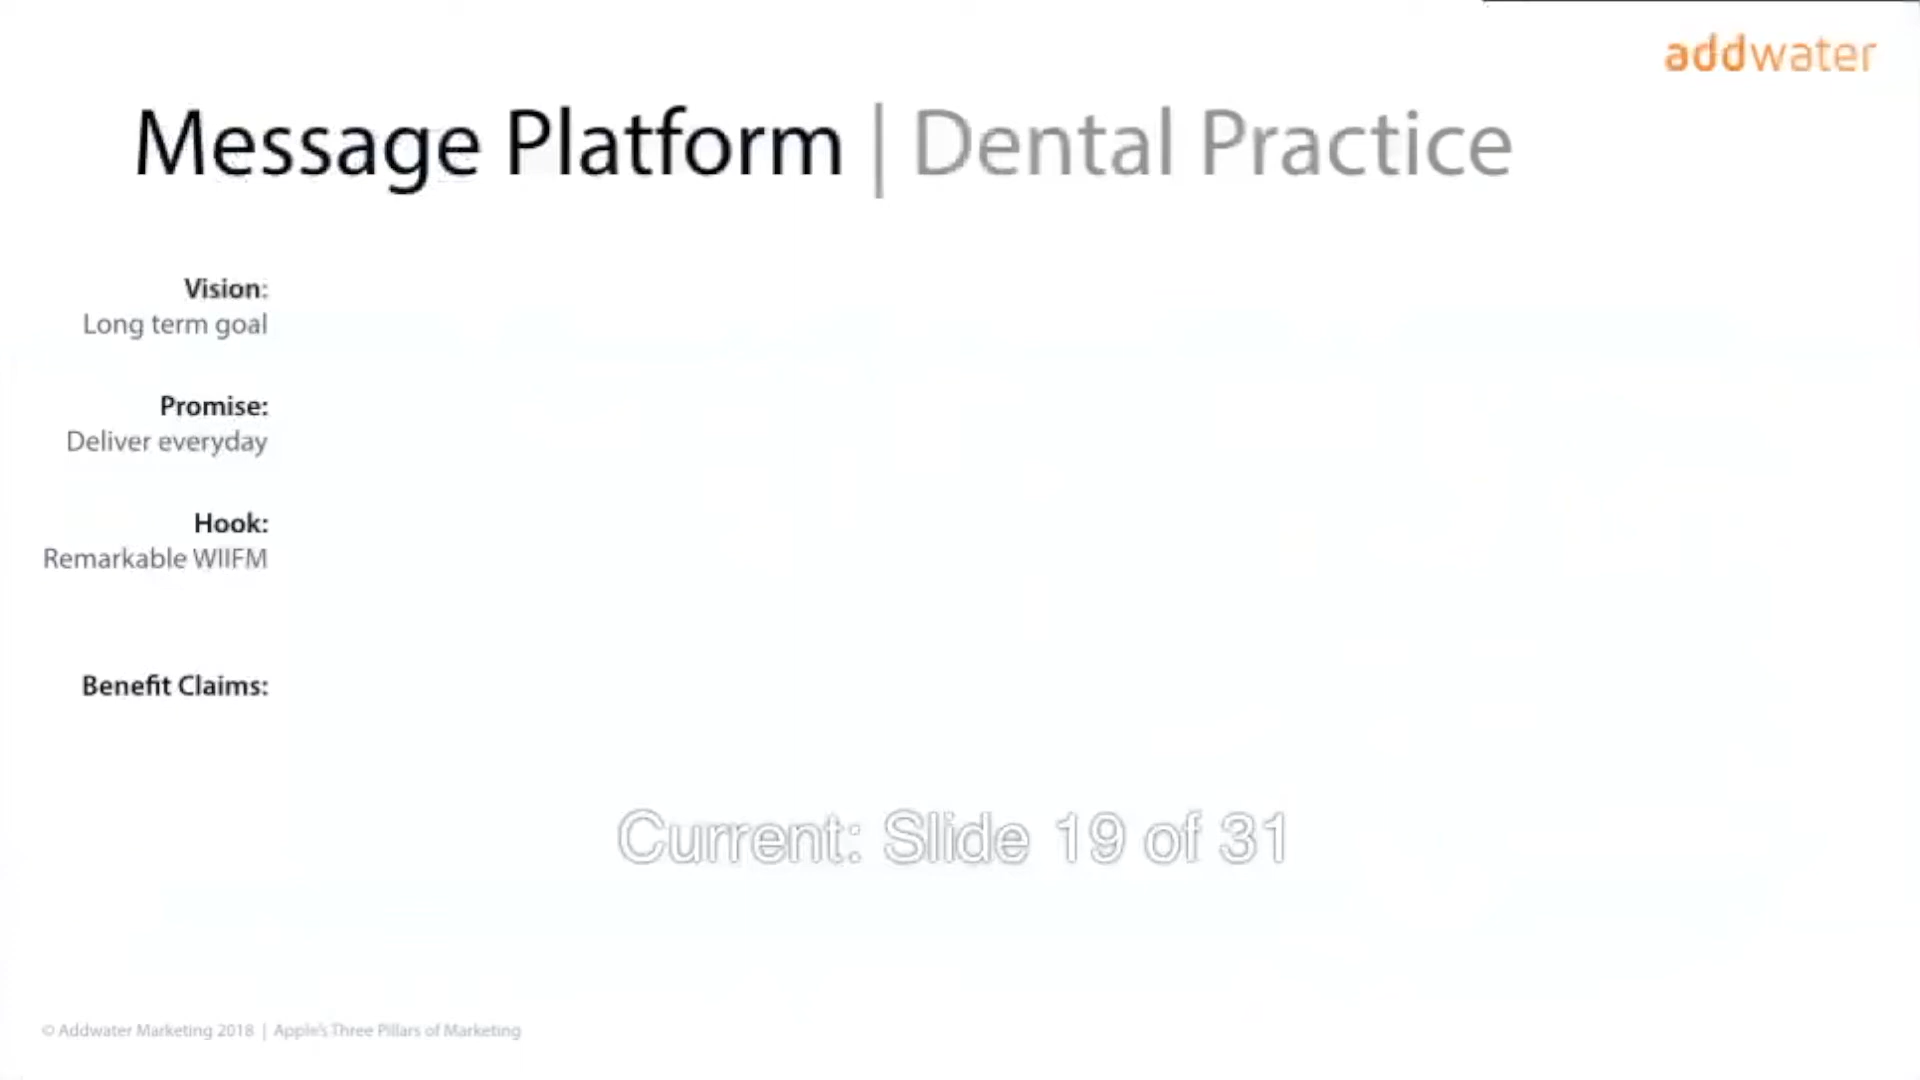 addwater
Message Platform | Dental Practice
Vision:
Long term goal
Promise:
Deliver everyday
Hook:
Remarkable WIIFM
Benefit Claims:
Current: Slide 19 of 31
© Addwater Marketing 2018 | Apple's Three Pillars of Marketing